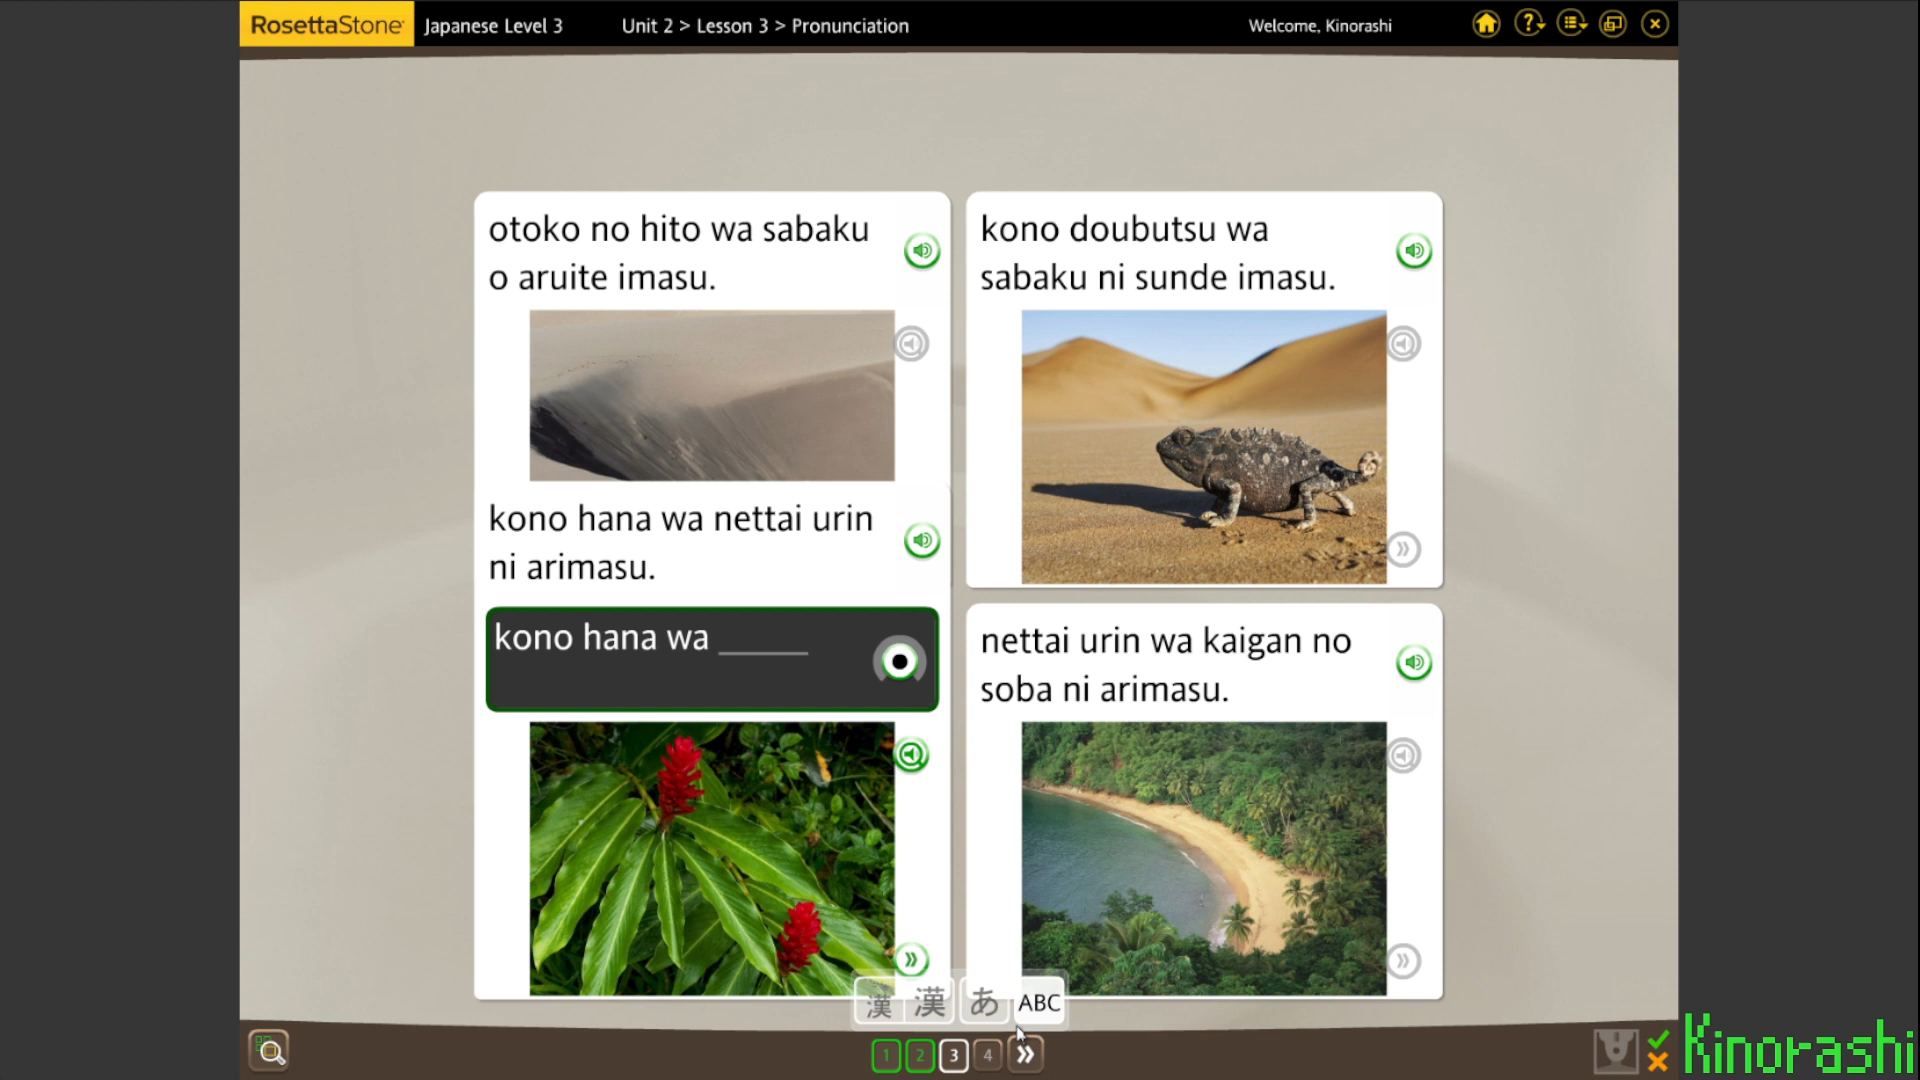 RosettaStone
Japanese Level 3
Unit 2 > Lesson 3 > Pronunciation
Welcome, Kinorashi
otoko no hito wa sabaku
o aruite imasu.
kono hana wa nettai urin
ni arimasu.
kono hana wa _____
kono doubutsu wa
sabaku ni sunde imasu.
nettai urin wa kaigan no
soba ni arimasu.
漢 漢 あ ABC
1 2 3 4 »
Kinorashi